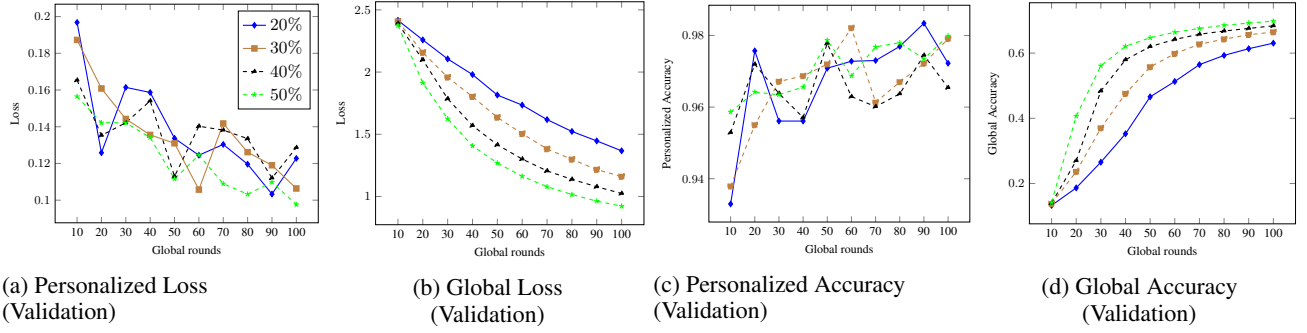 0.2
0.18
0.16
0.14
0.12
0.1
Loss
20%
30%
40%
50%
10 20 30 40 50 60 70 80 90 100
Global rounds
(a) Personalized Loss
(Validation)
2.5
2
1.5
1
Loss
10 20 30 40 50 60 70 80 90 100
Global rounds
(b) Global Loss
(Validation)
0.98
0.96
0.94
Personalized Accuracy
10 20 30 40 50 60 70 80 90 100
Global rounds
(c) Personalized Accuracy
(Validation)
0.6
0.4
0.2
Global Accuracy
10 20 30 40 50 60 70 80 90 100
Global rounds
(d) Global Accuracy
(Validation)